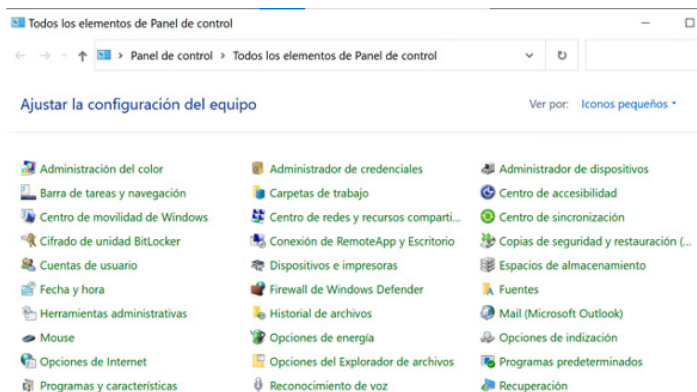 Todos los elementos de Panel de control
Panel de control > Todos los elementos de Panel de control
Ajustar la configuración del equipo
Ver por: Iconos pequeños
Administración del color
Administrador de credenciales
Administrador de dispositivos
Barra de tareas y navegación
Carpetas de trabajo
Centro de accesibilidad
Centro de movilidad de Windows
Centro de redes y recursos comparti...
Centro de sincronización
Cifrado de unidad BitLocker
Conexión de RemoteApp y Escritorio
Copias de seguridad y restauración (...
Cuentas de usuario
Dispositivos e impresoras
Espacios de almacenamiento
Fecha y hora
Firewall de Windows Defender
Fuentes
Herramientas administrativas
Historial de archivos
Mail (Microsoft Outlook)
Mouse
Opciones de energía
Opciones de indización
Opciones de Internet
Opciones del Explorador de archivos
Programas predeterminados
Programas y características
Reconocimiento de voz
Recuperación